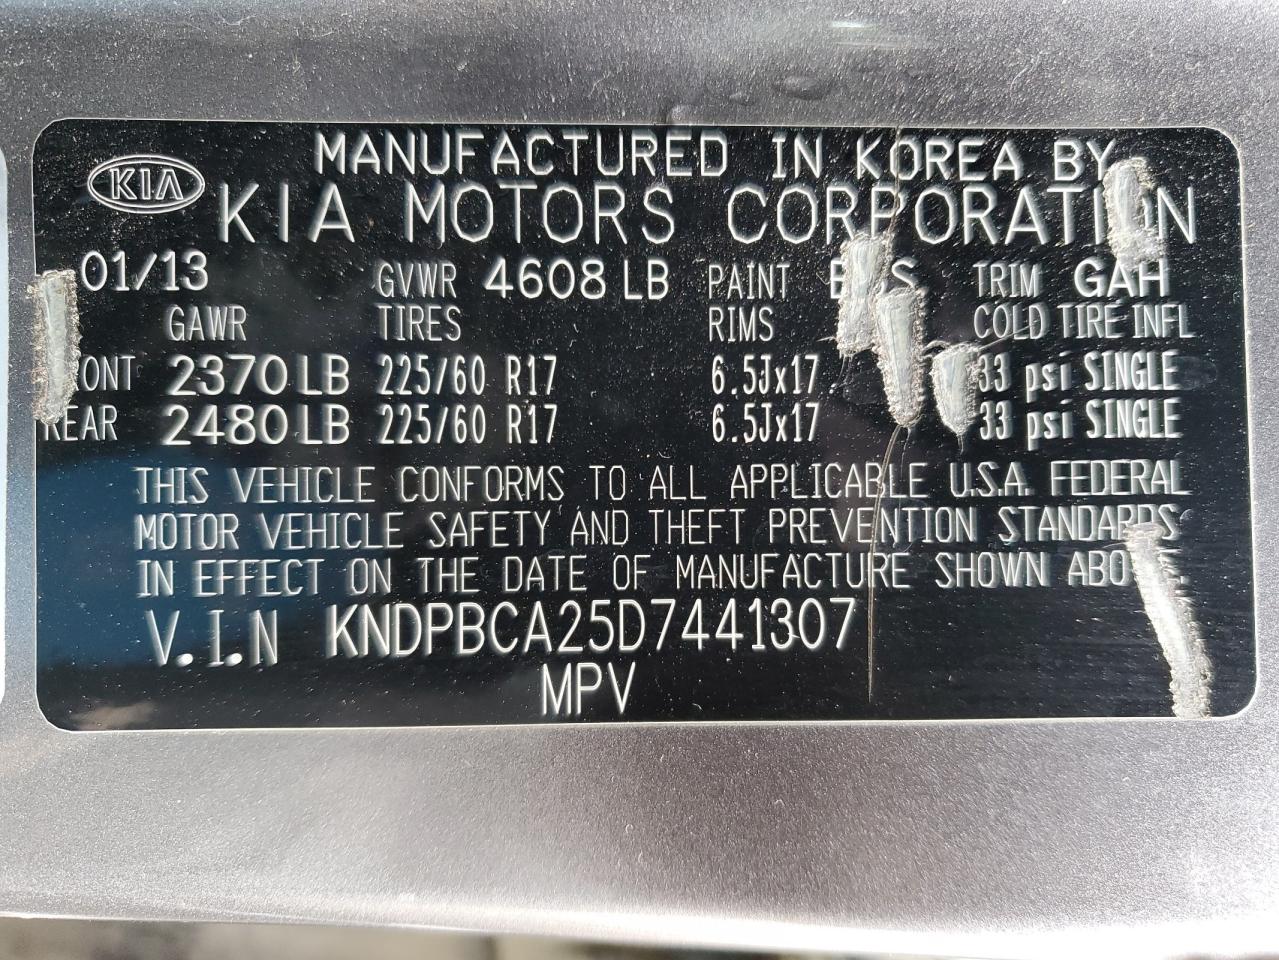 MANUFACTURED IN KOREA BY
KIA
KIA MOTORS CORPORATION
01/13 GVWR 4608 LB PAINT TRIM GAH
GAWR TIRES RIMS COLD TIRE INFL
FRONT 2370 LB 225/60 R17 6.5Jx17 33 psi SINGLE
REAR 2480 LB 225/60 R17 6.5Jx17 33 psi SINGLE
THIS VEHICLE CONFORMS TO ALL APPLICABLE U.S.A. FEDERAL
MOTOR VEHICLE SAFETY AND THEFT PREVENTION STANDARDS
IN EFFECT ON THE DATE OF MANUFACTURE SHOWN ABOVE
V.I.N KNDPBCA25D7441307
MPV